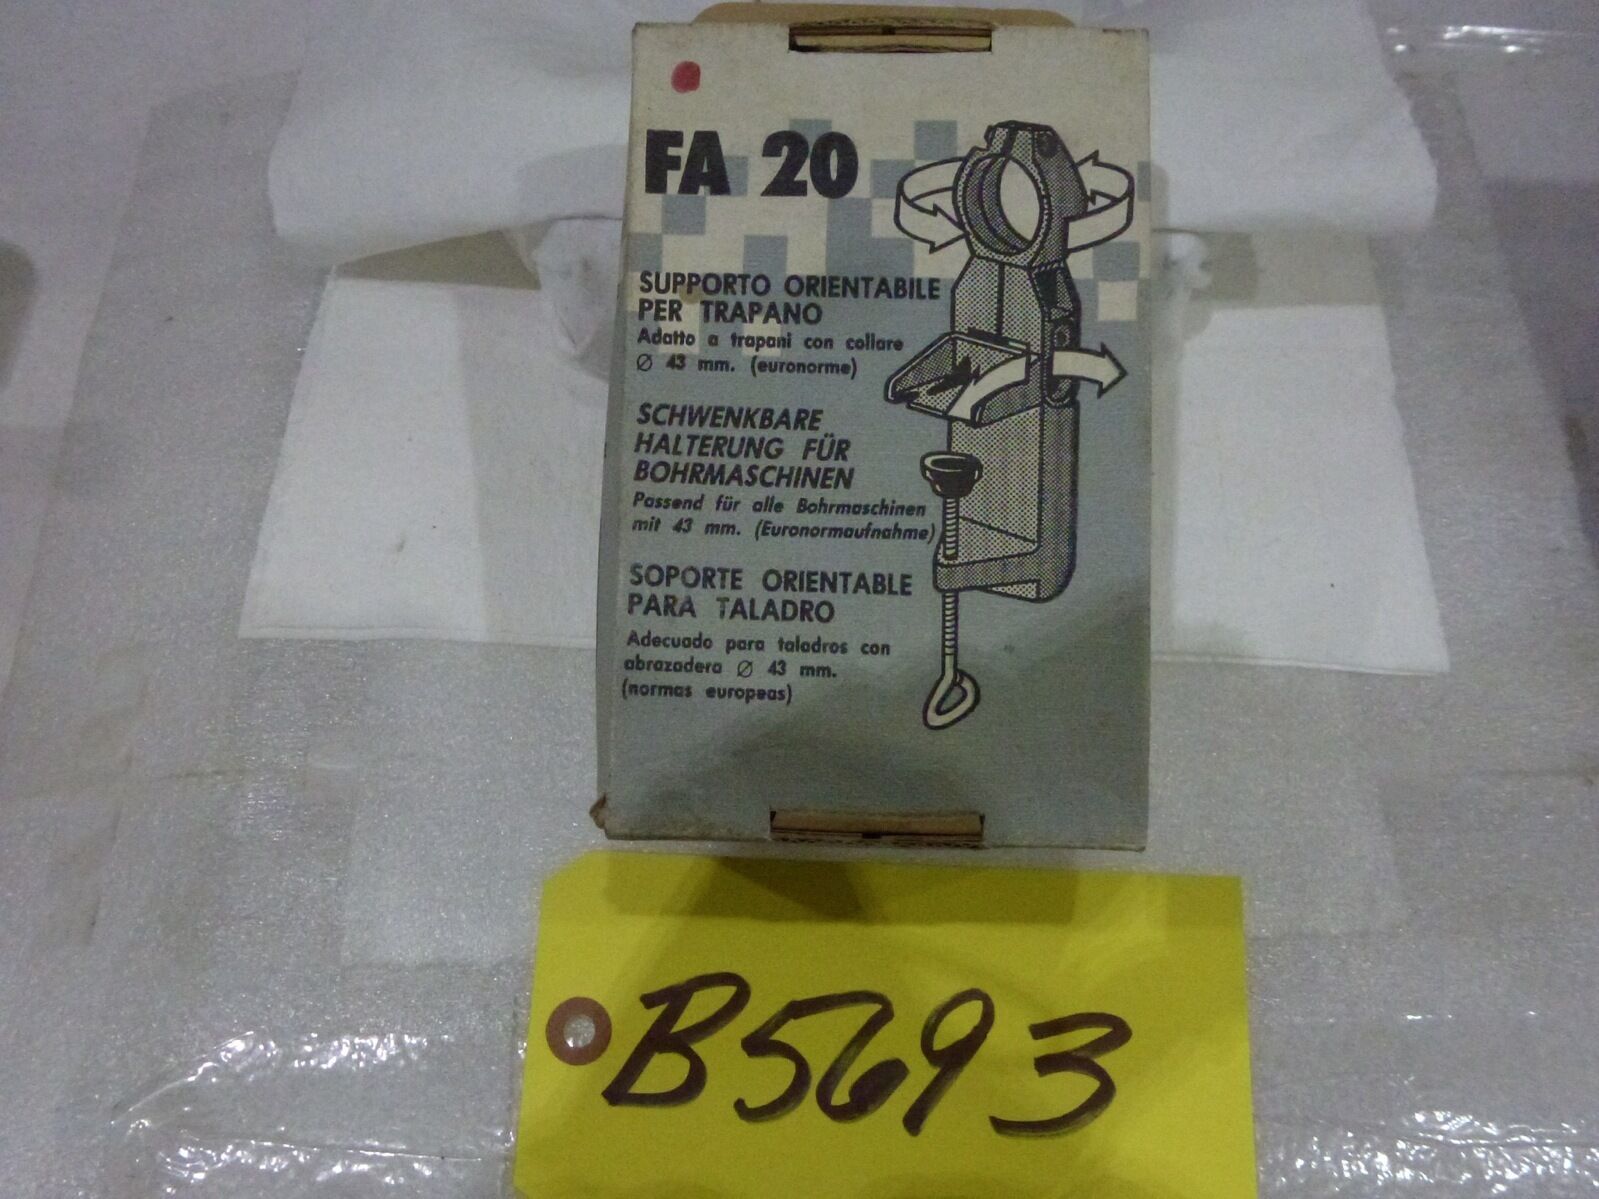 FA 20
SUPPORTO ORIENTABILE
PER TRAPANO
Adatto a trapani con collare
Ø 43 mm. (euronorme)
SCHWENKBARE
HALTERUNG FÜR
BOHRMASCHINEN
Passend für alle Bohrmaschinen
mit 43 mm. (Euronormaufnahme)
SOPORTE ORIENTABLE
PARA TALADRO
Adecuado para taladros con
abrazadera Ø 43 mm.
(normas europeas)
B5693